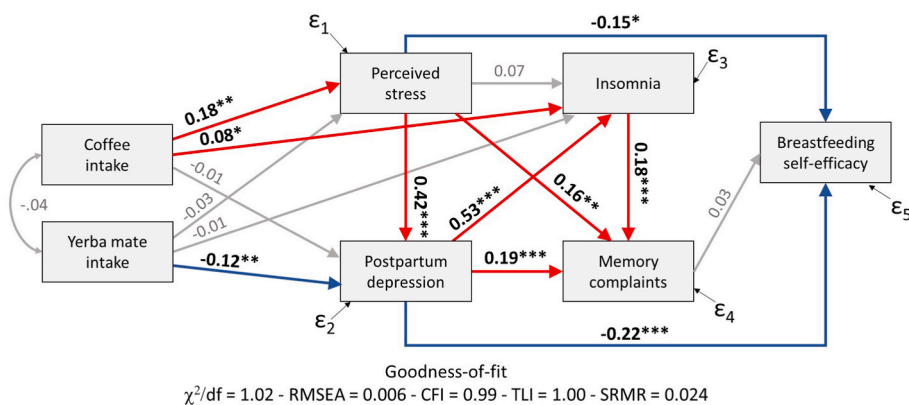 -0.15*
ε1
ε3
Perceived
stress
0.07
Insomnia
0.18**
0.08*
Coffee
intake
-0.01
-0.03
-0.01
-.04
0.42***
0.53***
0.16**
0.18***
0.03
Breastfeeding
self-efficacy
ε5
Yerba mate
intake
-0.12**
Postpartum
depression
0.19***
Memory
complaints
ε2
ε4
-0.22***
Goodness-of-fit
χ²/df = 1.02 - RMSEA = 0.006 - CFI = 0.99 - TLI = 1.00 - SRMR = 0.024